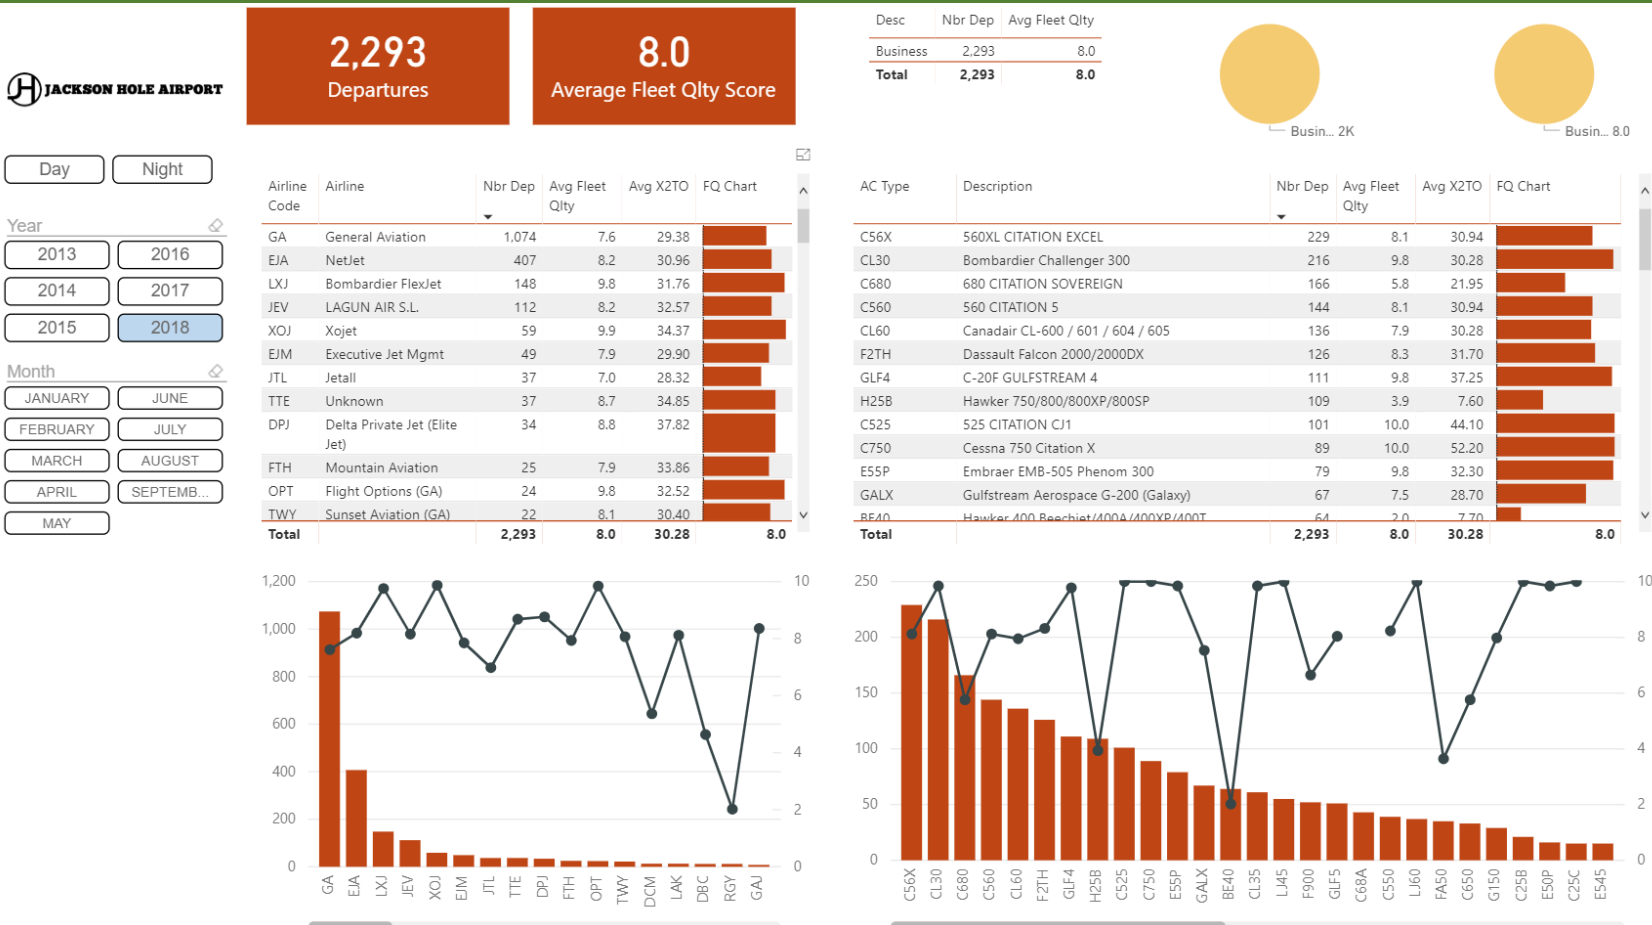 JACKSON HOLE AIRPORT
2,293
Departures
8.0
Average Fleet Qlty Score
Desc Nbr Dep Avg Fleet Qlty
Business 2,293 8.0
Total 2,293 8.0
Busin... 2K
Busin... 8.0
Day Night
Year
2013 2016
2014 2017
2015 2018
Month
JANUARY JUNE
FEBRUARY JULY
MARCH AUGUST
APRIL SEPTEMB...
MAY
Airline Code Airline Nbr Dep Avg Fleet Qlty Avg X2TO FQ Chart
GA General Aviation 1,074 7.6 29.38
EJA NetJet 407 8.2 30.96
LXJ Bombardier FlexJet 148 9.8 31.76
JEV LAGUN AIR S.L. 112 8.2 32.57
XOJ Xojet 59 9.9 34.37
EJM Executive Jet Mgmt 49 7.9 29.90
JTL Jetall 37 7.0 28.32
TTE Unknown 37 8.7 34.85
DPJ Delta Private Jet (Elite Jet) 34 8.8 37.82
FTH Mountain Aviation 25 7.9 33.86
OPT Flight Options (GA) 24 9.8 32.52
TWY Sunset Aviation (GA) 22 8.1 30.40
Total 2,293 8.0 30.28 8.0
AC Type Description Nbr Dep Avg Fleet Qlty Avg X2TO FQ Chart
C56X 560XL CITATION EXCEL 229 8.1 30.94
CL30 Bombardier Challenger 300 216 9.8 30.28
C680 680 CITATION SOVEREIGN 166 5.8 21.95
C560 560 CITATION 5 144 8.1 30.94
CL60 Canadair CL-600 / 601 / 604 / 605 136 7.9 30.28
F2TH Dassault Falcon 2000/2000DX 126 8.3 31.70
GLF4 C-20F GULFSTREAM 4 111 9.8 37.25
H25B Hawker 750/800/800XP/800SP 109 3.9 7.60
C525 525 CITATION CJ1 101 10.0 44.10
C750 Cessna 750 Citation X 89 10.0 52.20
E55P Embraer EMB-505 Phenom 300 79 9.8 32.30
GALX Gulfstream Aerospace G-200 (Galaxy) 67 7.5 28.70
BE40 Hawker 400 Beechjet/400A/400XP/400T 64 2.0 7.70
Total 2,293 8.0 30.28 8.0
1,200 10
1,000 8
800
600 6
400 4
200 2
0 0
GA EJA LXJ JEV XOJ EJM JTL TTE DPJ FTH OPT TWY DCM LAK DBC RGY GAJ
250 10
200 8
150 6
100 4
50 2
0 0
C56X CL30 C680 C560 CL60 F2TH GLF4 H25B C525 C750 E55P GALX BE40 CL35 LJ45 F900 GLF5 C68A C550 LJ60 FA50 C650 G150 C25B E50P C25C E545